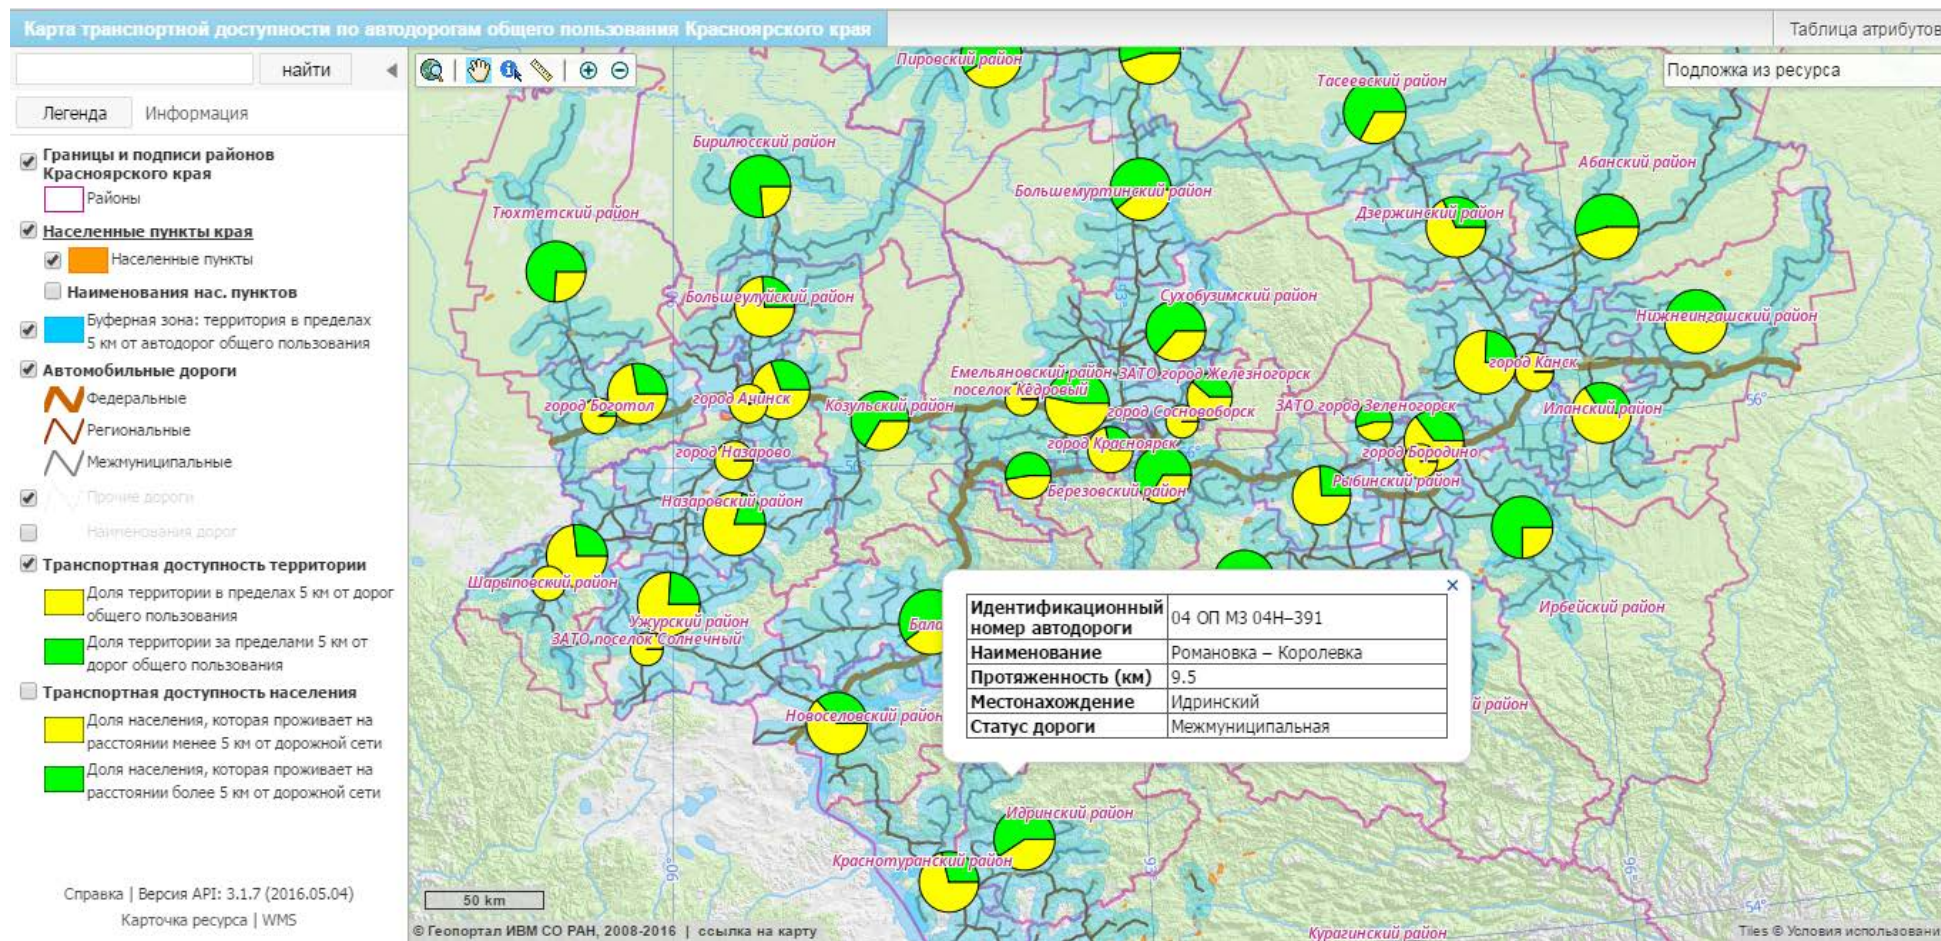 Карта транспортной доступности по автодорогам общего пользования Красноярского края
Таблица атрибутов
найти
Подложка из ресурса
Легенда
Информация
Границы и подписи районов
Красноярского края
Районы
Населенные пункты края
Населенные пункты
Наименования нас. пунктов
Буферная зона: территория в пределах
5 км от автодорог общего пользования
Автомобильные дороги
Федеральные
Региональные
Межмуниципальные
Прочие дороги
Наименования дорог
Транспортная доступность территории
Доля территории в пределах 5 км от дорог
общего пользования
Доля территории за пределами 5 км от
дорог общего пользования
Транспортная доступность населения
Доля населения, которая проживает на
расстоянии менее 5 км от дорожной сети
Доля населения, которая проживает на
расстоянии более 5 км от дорожной сети
Справка | Версия API: 3.1.7 (2016.05.04)
Карточка ресурса | WMS
Пировский район
Тасеевский район
Бирилюсский район
Абанский район
Большемуртинский район
Тюхтетский район
Дзержинский район
Большеулуйский район
Сухобузимский район
Нижнеингашский район
город Канск
Емельяновский район
ЗАТО город Железногорск
поселок Кедровый
город Боготол
город Ачинск
Козульский район
город Сосновоборск
ЗАТО город Зеленогорск
Иланский район
56°
город Назарово
город Красноярск
город Бородино
Березовский район
Рыбинский район
Назаровский район
Шарыповский район
Ужурский район
ЗАТО поселок Солнечный
Бала
Ирбейский район
Идентификационный
номер автодороги
04 ОП МЗ 04Н–391
Наименование
Романовка – Королевка
Протяженность (км)
9.5
Местонахождение
Идринский
Статус дороги
Межмуниципальная
й район
Новоселовский район
Идринский район
Краснотуранский район
90°
93°
96°
54°
50 km
© Геопортал ИВМ СО РАН, 2008-2016 | ссылка на карту
Курагинский район
Tiles © Условия использовани